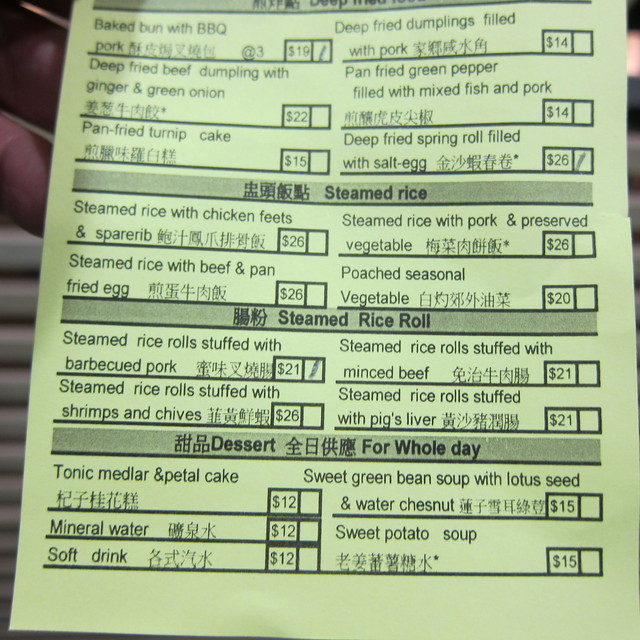 煎炸點 Deep fried food
Baked bun with BBQ
pork 酥皮焗叉燒包 @3 $19
Deep fried dumplings filled
with pork 家鄉咸水角 $14
Deep fried beef dumpling with
ginger & green onion
姜葱牛肉餃* $22
Pan fried green pepper
filled with mixed fish and pork
煎釀虎皮尖椒 $14
Pan-fried turnip cake
煎臘味羅白糕 $15
Deep fried spring roll filled
with salt-egg 金沙蝦春卷* $26
盅頭飯點 Steamed rice
Steamed rice with chicken feets
& sparerib 鮑汁鳳爪排骨飯 $26
Steamed rice with pork & preserved
vegetable 梅菜肉餅飯* $26
Steamed rice with beef & pan
fried egg 煎蛋牛肉飯 $26
Poached seasonal
Vegetable 白灼郊外油菜 $20
腸粉 Steamed Rice Roll
Steamed rice rolls stuffed with
barbecued pork 蜜味叉燒腸 $21
Steamed rice rolls stuffed with
minced beef 免治牛肉腸 $21
Steamed rice rolls stuffed with
shrimps and chives 韮黃鮮蝦 $26
Steamed rice rolls stuffed
with pig's liver 黃沙豬潤腸 $21
甜品Dessert 全日供應 For Whole day
Tonic medlar &petal cake
杞子桂花糕 $12
Sweet green bean soup with lotus seed
& water chesnut 蓮子雪耳綠荳 $15
Mineral water 礦泉水 $12
Sweet potato soup
老姜蕃薯糖水* $15
Soft drink 各式汽水 $12